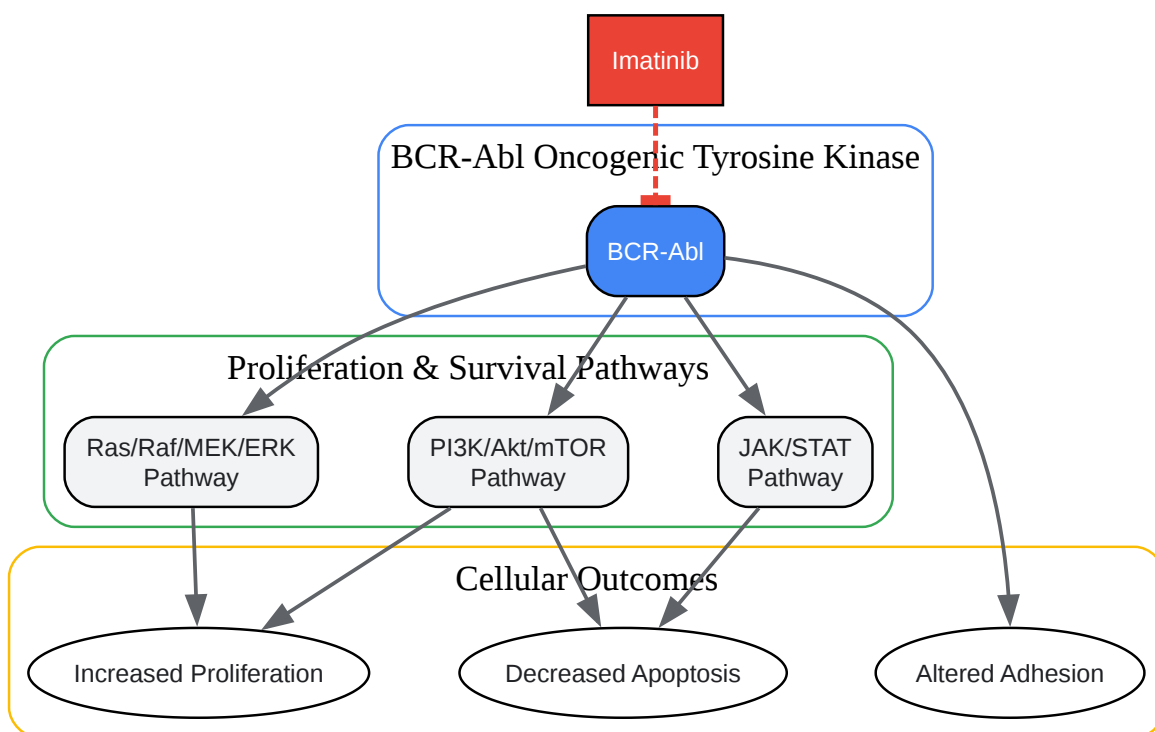 Imatinib
BCR-Abl Oncogenic Tyrosine Kinase
BCR-Abl
Proliferation & Survival Pathways
Ras/Raf/MEK/ERK
Pathway
PI3K/Akt/mTOR
Pathway
JAK/STAT
Pathway
Cellular Outcomes
Increased Proliferation
Decreased Apoptosis
Altered Adhesion